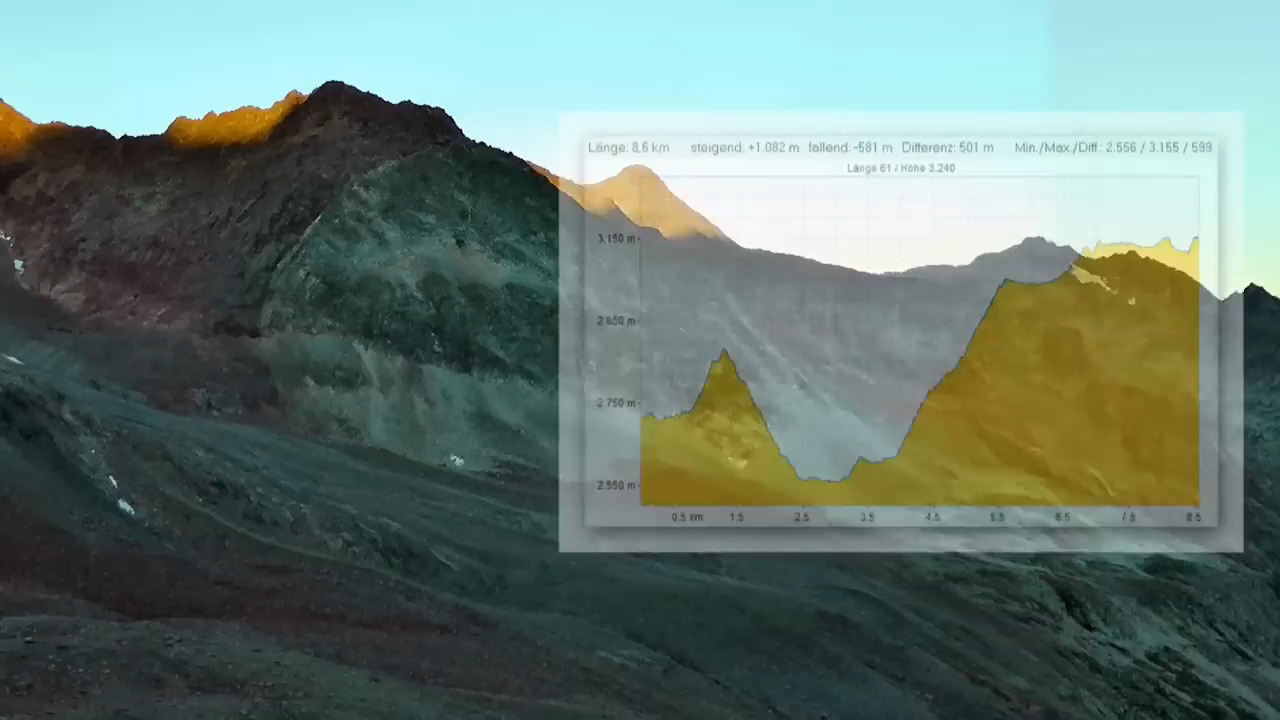 Länge: 8,6 km steigend: +1.082 m fallend: -581 m Differenz: 501 m Min./Max./Diff.: 2.556 / 3.155 / 599
Länge 61 / Höhe 3.240
3.150 m
2.950 m
2.750 m
2.550 m
0.5 km 1.5 2.5 3.5 4.5 5.5 6.5 7.5 8.5